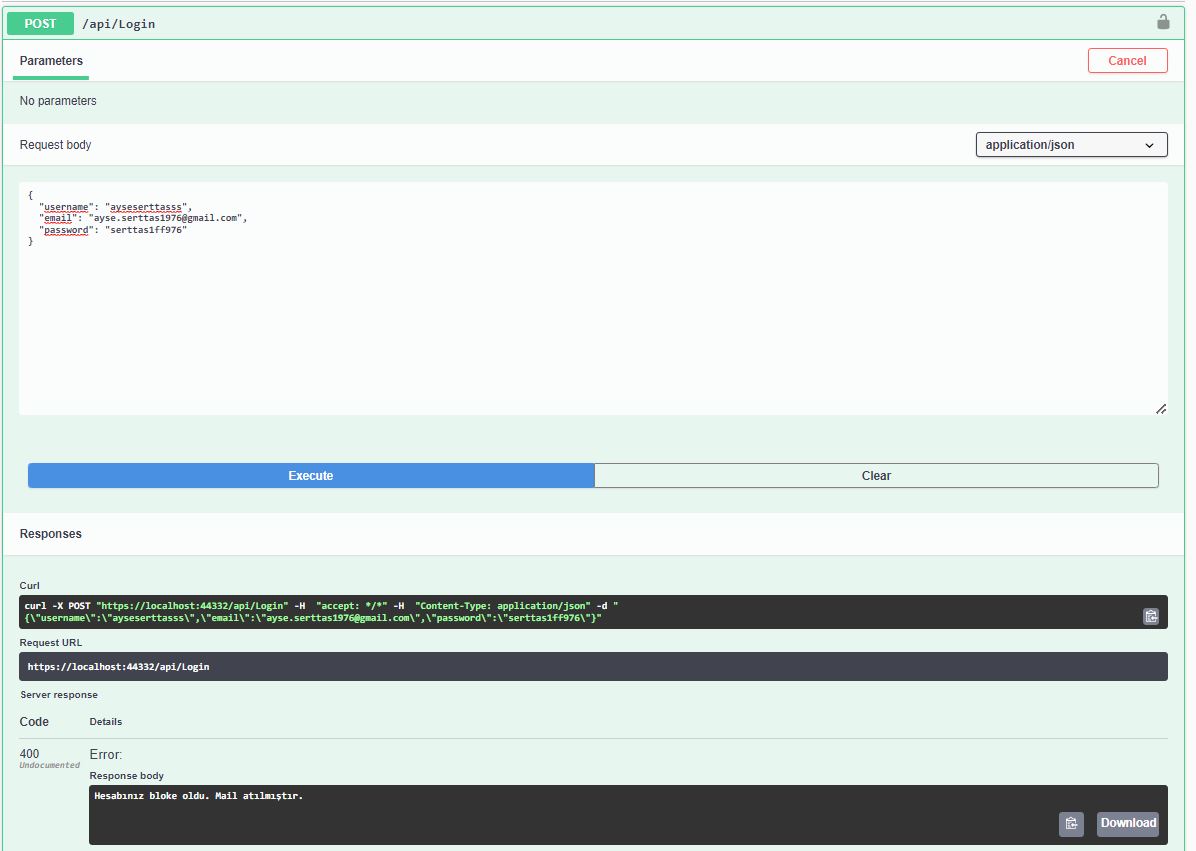 POST /api/Login
Parameters Cancel
No parameters
Request body application/json
{
"username": "ayseserttasss",
"email": "ayse.serttas1976@gmail.com",
"password": "serttas1ff976"
}
Execute Clear
Responses
Curl
curl -X POST "https://localhost:44332/api/Login" -H  "accept: */*" -H  "Content-Type: application/json" -d "
{\"username\":\"ayseserttasss\",\"email\":\"ayse.serttas1976@gmail.com\",\"password\":\"serttas1ff976\"}"
Request URL
https://localhost:44332/api/Login
Server response
Code Details
400 Error:
Undocumented
Response body
Hesabınız bloke oldu. Mail atılmıştır.
Download